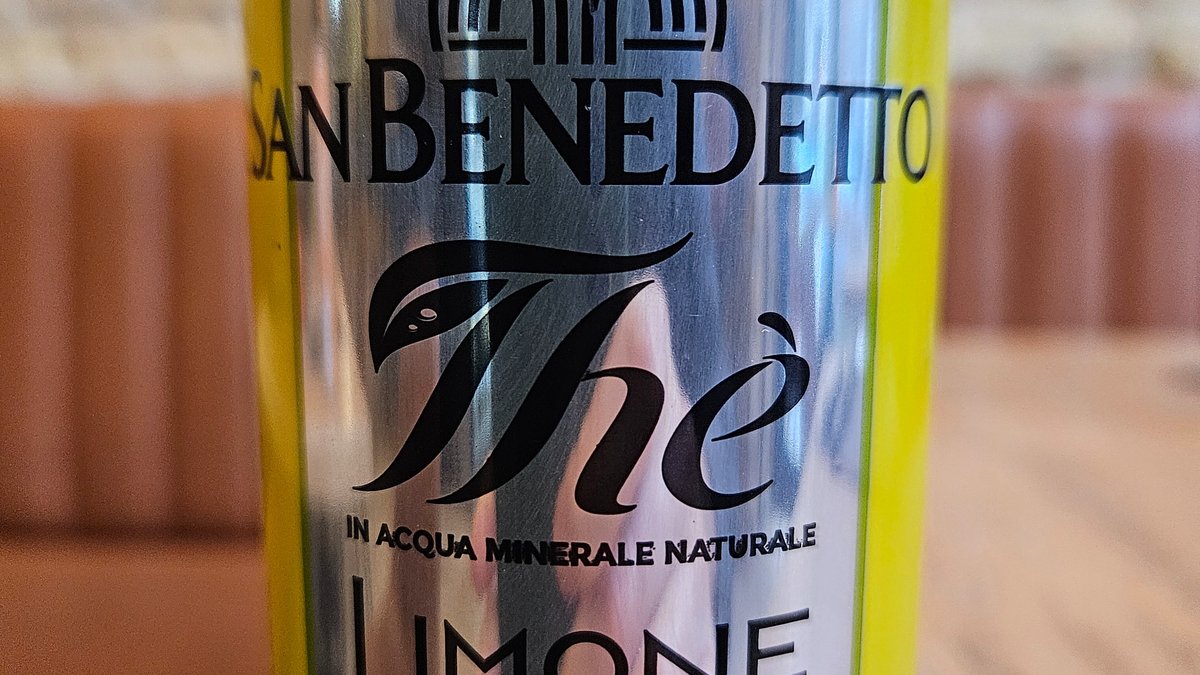 SAN BENEDETTO
Thè
IN ACQUA MINERALE NATURALE
LIMONE